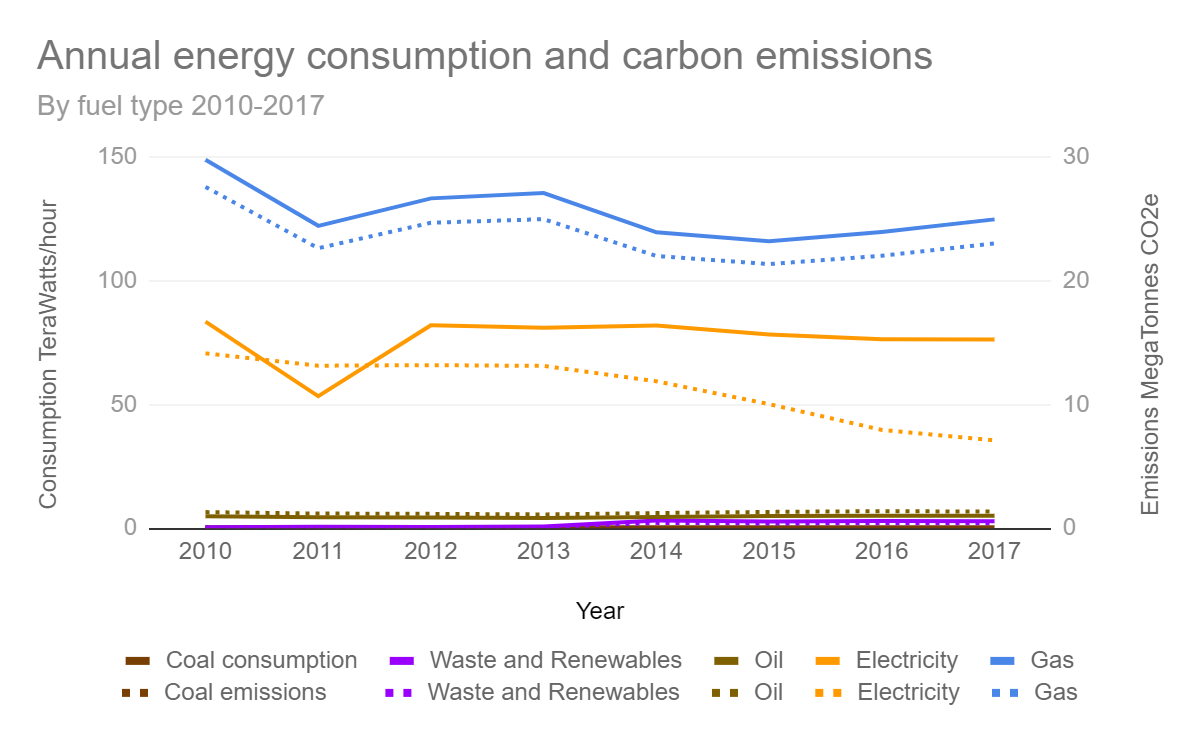 Annual energy consumption and carbon emissions
By fuel type 2010-2017
150 30
100 20
50 10
0 0
Consumption TeraWatts/hour
Emissions MegaTonnes CO2e
2010 2011 2012 2013 2014 2015 2016 2017
Year
Coal consumption Waste and Renewables Oil Electricity Gas
Coal emissions Waste and Renewables Oil Electricity Gas